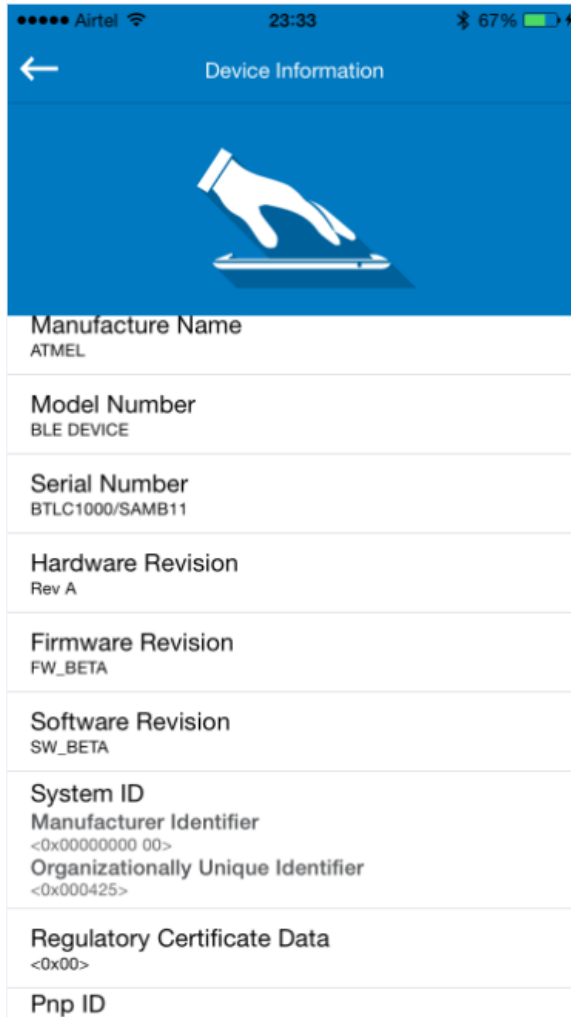 Airtel 23:33 67%
Device Information
Manufacture Name
ATMEL
Model Number
BLE DEVICE
Serial Number
BTLC1000/SAMB11
Hardware Revision
Rev A
Firmware Revision
FW_BETA
Software Revision
SW_BETA
System ID
Manufacturer Identifier
<0x00000000 00>
Organizationally Unique Identifier
<0x000425>
Regulatory Certificate Data
<0x00>
Pnp ID